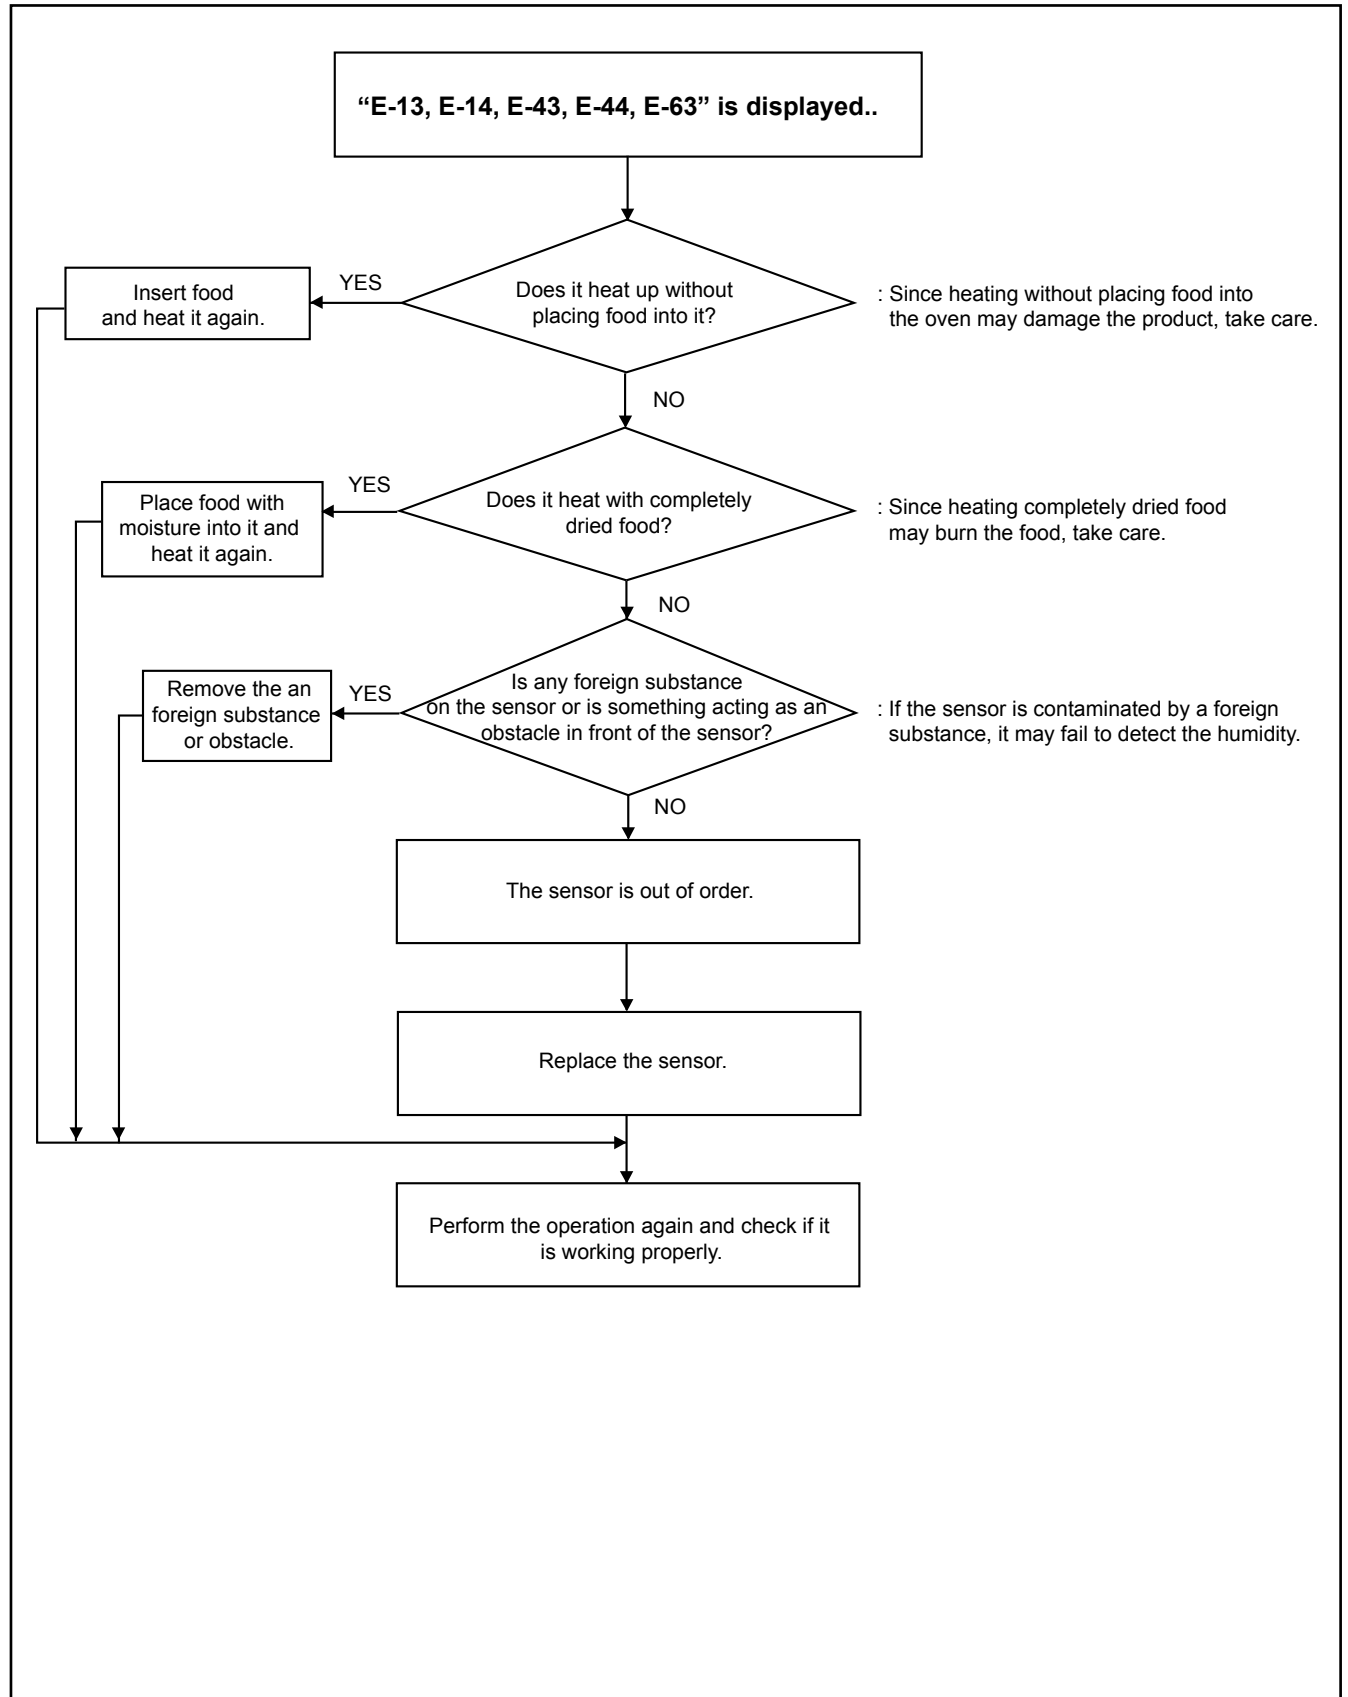 “E-13, E-14, E-43, E-44, E-63” is displayed..
Does it heat up without
placing food into it?
YES
Insert food
and heat it again.
: Since heating without placing food into
the oven may damage the product, take care.
NO
Does it heat with completely
dried food?
YES
Place food with
moisture into it and
heat it again.
: Since heating completely dried food
may burn the food, take care.
NO
Is any foreign substance
on the sensor or is something acting as an
obstacle in front of the sensor?
YES
Remove the an
foreign substance
or obstacle.
: If the sensor is contaminated by a foreign
substance, it may fail to detect the humidity.
NO
The sensor is out of order.
Replace the sensor.
Perform the operation again and check if it
is working properly.